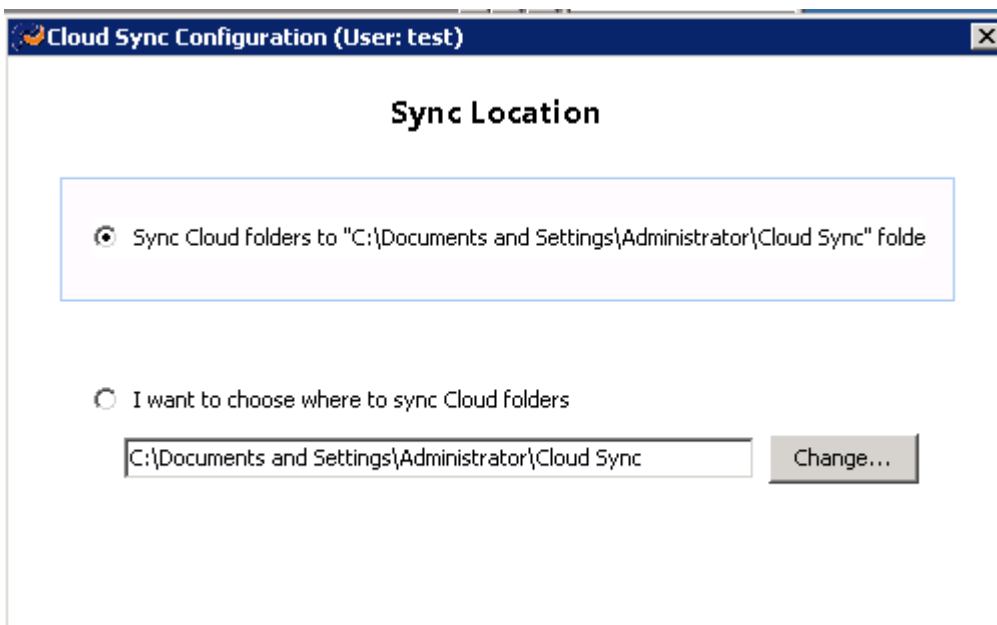 Cloud Sync Configuration (User: test)
Sync Location
Sync Cloud folders to "C:\Documents and Settings\Administrator\Cloud Sync" folde
I want to choose where to sync Cloud folders
C:\Documents and Settings\Administrator\Cloud Sync
Change...